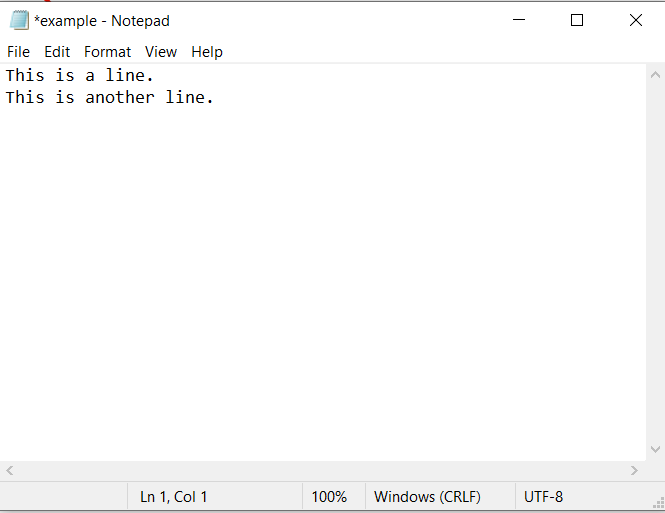 *example - Notepad
File Edit Format View Help
This is a line.
This is another line.
Ln 1, Col 1 100% Windows (CRLF) UTF-8